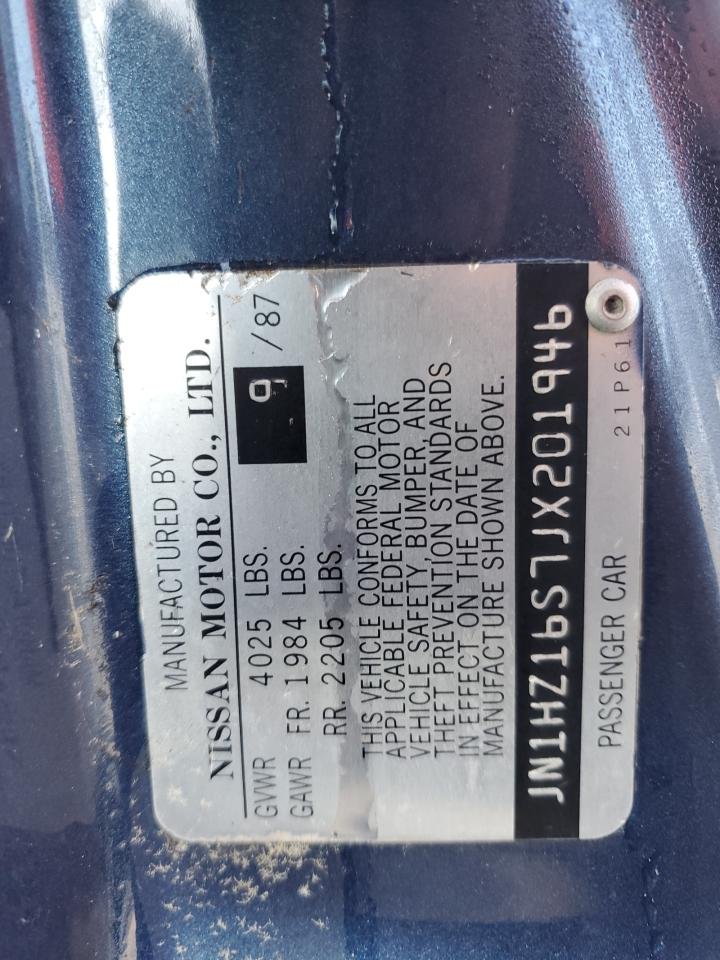 MANUFACTURED BY
NISSAN MOTOR CO., LTD.
GVWR 4025 LBS. 9 /87
GAWR FR. 1984 LBS.
RR. 2205 LBS.
THIS VEHICLE CONFORMS TO ALL
APPLICABLE FEDERAL MOTOR
VEHICLE SAFETY, BUMPER, AND
THEFT PREVENTION STANDARDS
IN EFFECT ON THE DATE OF
MANUFACTURE SHOWN ABOVE.
JN1HZ16S7JX201946
PASSENGER CAR 21P61